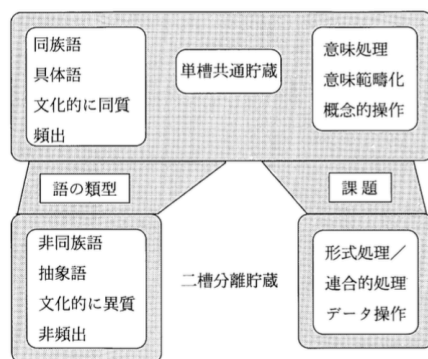 同族語
具体語
文化的に同質
頻出
単槽共通貯蔵
意味処理
意味範疇化
概念的操作
語の類型
課題
非同族語
抽象語
文化的に異質
非頻出
二槽分離貯蔵
形式処理／
連合的処理
データ操作